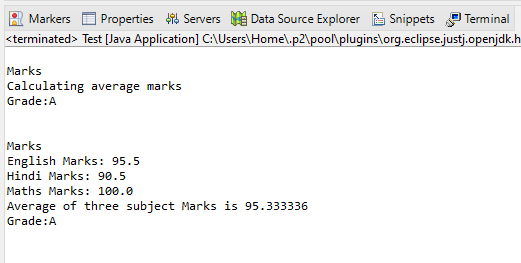 Markers Properties Servers Data Source Explorer Snippets Terminal
<terminated> Test [Java Application] C:\Users\Home\.p2\pool\plugins\org.eclipse.justj.openjdk.h
Marks
Calculating average marks
Grade:A
Marks
English Marks: 95.5
Hindi Marks: 90.5
Maths Marks: 100.0
Average of three subject Marks is 95.333336
Grade:A